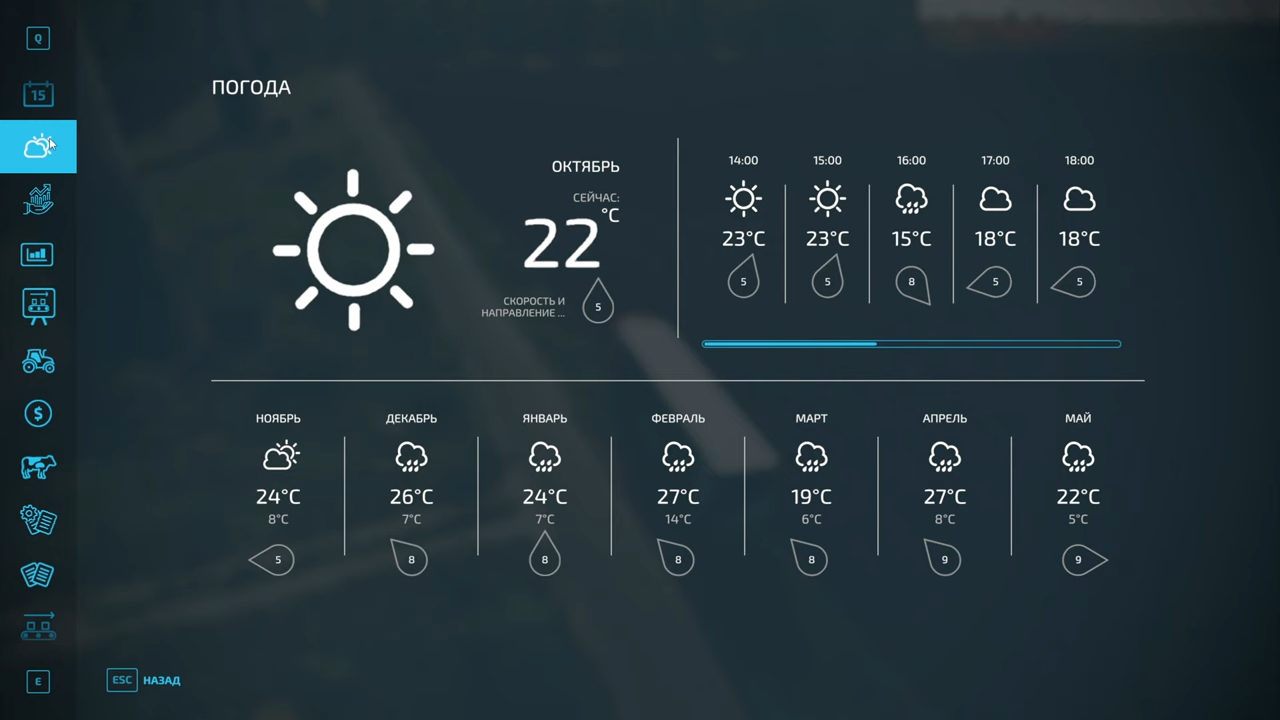 Q
15
ПОГОДА
ОКТЯБРЬ
СЕЙЧАС:
22 °C
СКОРОСТЬ И
НАПРАВЛЕНИЕ ...
5
14:00 15:00 16:00 17:00 18:00
23°C 23°C 15°C 18°C 18°C
5 5 8 5 5
НОЯБРЬ ДЕКАБРЬ ЯНВАРЬ ФЕВРАЛЬ МАРТ АПРЕЛЬ МАЙ
24°C 26°C 24°C 27°C 19°C 27°C 22°C
8°C 7°C 7°C 14°C 6°C 8°C 5°C
5 8 8 8 8 9 9
$
E
ESC НАЗАД